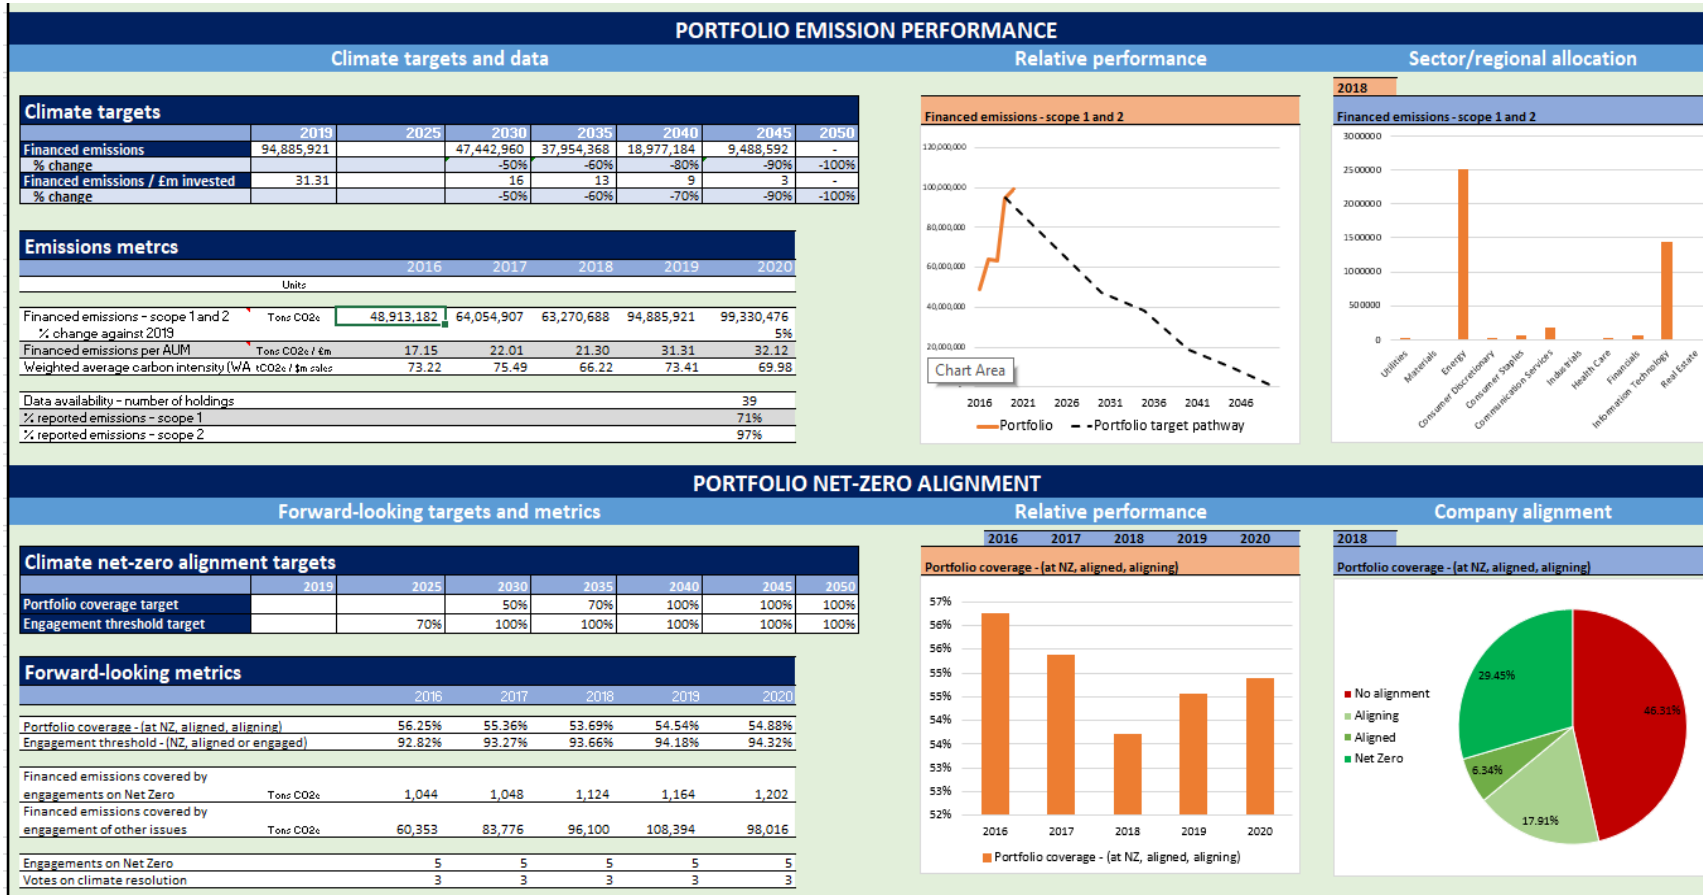 PORTFOLIO EMISSION PERFORMANCE
Climate targets and data
Relative performance
Sector/regional allocation
Climate targets
2019 2025 2030 2035 2040 2045 2050
Financed emissions 94,885,921 47,442,960 37,954,368 18,977,184 9,488,592 -
% change -50% -60% -80% -90% -100%
Financed emissions / £m invested 31.31 16 13 9 3 -
% change -50% -60% -70% -90% -100%
Emissions metrcs
2016 2017 2018 2019 2020
Units
Financed emissions - scope 1 and 2 Tons CO2e 48,913,182 64,054,907 63,270,688 94,885,921 99,330,476
% change against 2019 5%
Financed emissions per AUM Tons CO2e / £m 17.15 22.01 21.30 31.31 32.12
Weighted average carbon intensity (WA tCO2e / $m sales 73.22 75.49 66.22 73.41 69.98
Data availability - number of holdings 39
% reported emissions - scope 1 71%
% reported emissions - scope 2 97%
Financed emissions - scope 1 and 2
120,000,000
100,000,000
80,000,000
60,000,000
40,000,000
20,000,000
Chart Area
2016 2021 2026 2031 2036 2041 2046
Portfolio Portfolio target pathway
2018
Financed emissions - scope 1 and 2
3000000
2500000
2000000
1500000
1000000
500000
0
Utilities
Materials
Energy
Consumer Discretionary
Consumer Staples
Communication Services
Industrials
Health Care
Financials
Information Technology
Real Estate
PORTFOLIO NET-ZERO ALIGNMENT
Forward-looking targets and metrics
Relative performance
Company alignment
Climate net-zero alignment targets
2019 2025 2030 2035 2040 2045 2050
Portfolio coverage target 50% 70% 100% 100% 100%
Engagement threshold target 70% 100% 100% 100% 100% 100%
Forward-looking metrics
2016 2017 2018 2019 2020
Portfolio coverage - (at NZ, aligned, aligning) 56.25% 55.36% 53.69% 54.54% 54.88%
Engagement threshold - (NZ, aligned or engaged) 92.82% 93.27% 93.66% 94.18% 94.32%
Financed emissions covered by
engagements on Net Zero Tons CO2e 1,044 1,048 1,124 1,164 1,202
Financed emissions covered by
engagement of other issues Tons CO2e 60,353 83,776 96,100 108,394 98,016
Engagements on Net Zero 5 5 5 5 5
Votes on climate resolution 3 3 3 3 3
2016 2017 2018 2019 2020
Portfolio coverage - (at NZ, aligned, aligning)
57%
56%
56%
55%
55%
54%
54%
53%
53%
52%
2016 2017 2018 2019 2020
Portfolio coverage - (at NZ, aligned, aligning)
2018
Portfolio coverage - (at NZ, aligned, aligning)
29.45%
46.31%
6.34%
17.91%
No alignment
Aligning
Aligned
Net Zero